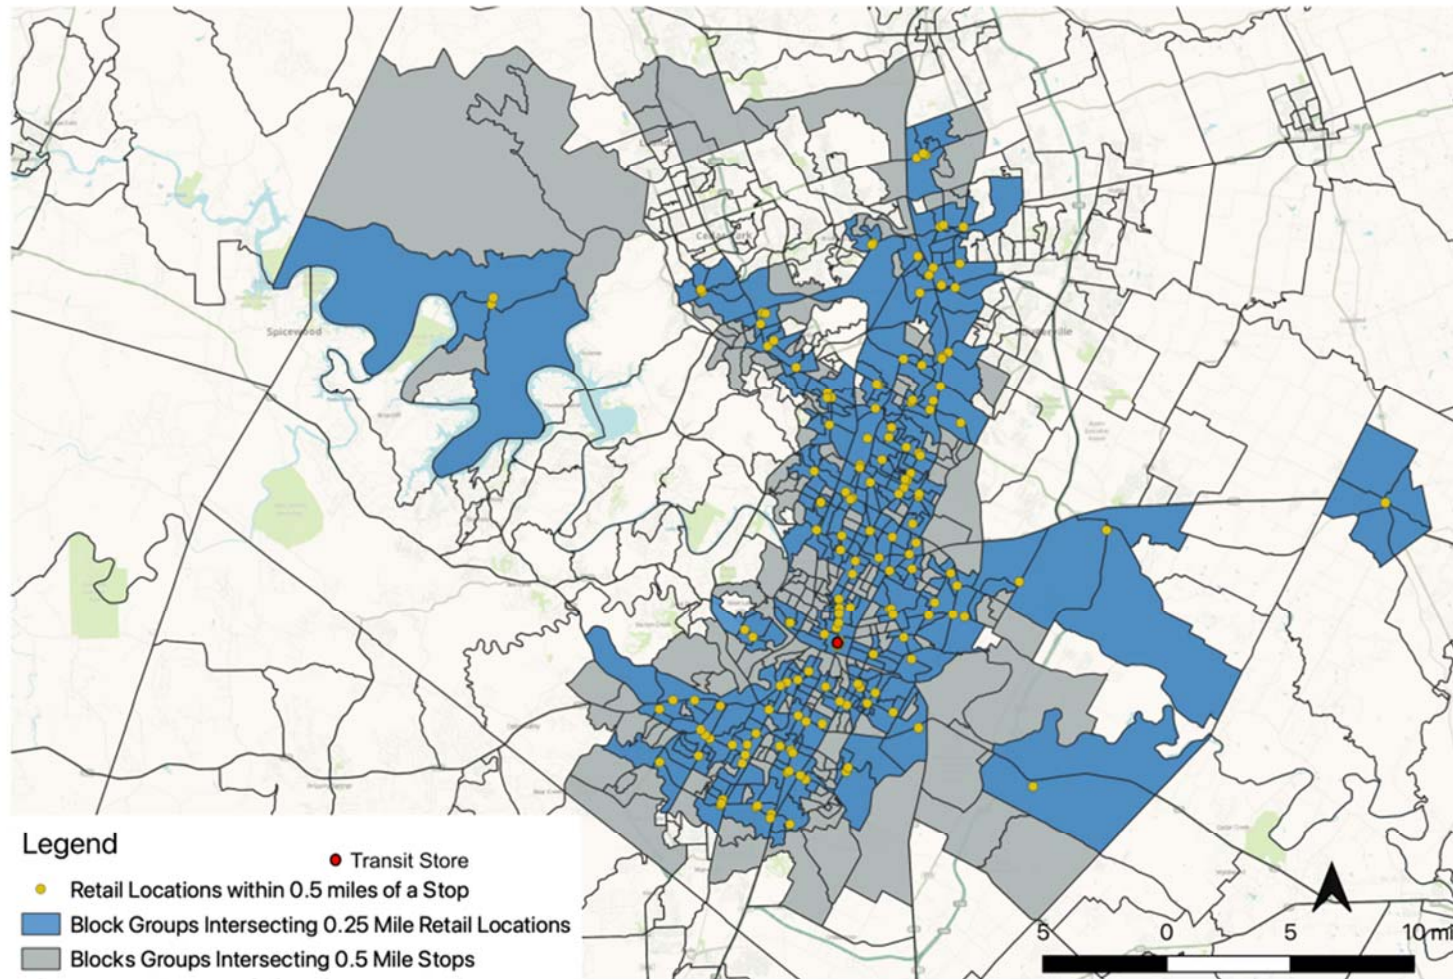 Spicewood
Legend
Transit Store
Retail Locations within 0.5 miles of a Stop
Block Groups Intersecting 0.25 Mile Retail Locations
Blocks Groups Intersecting 0.5 Mile Stops
5 0 5 10 mi